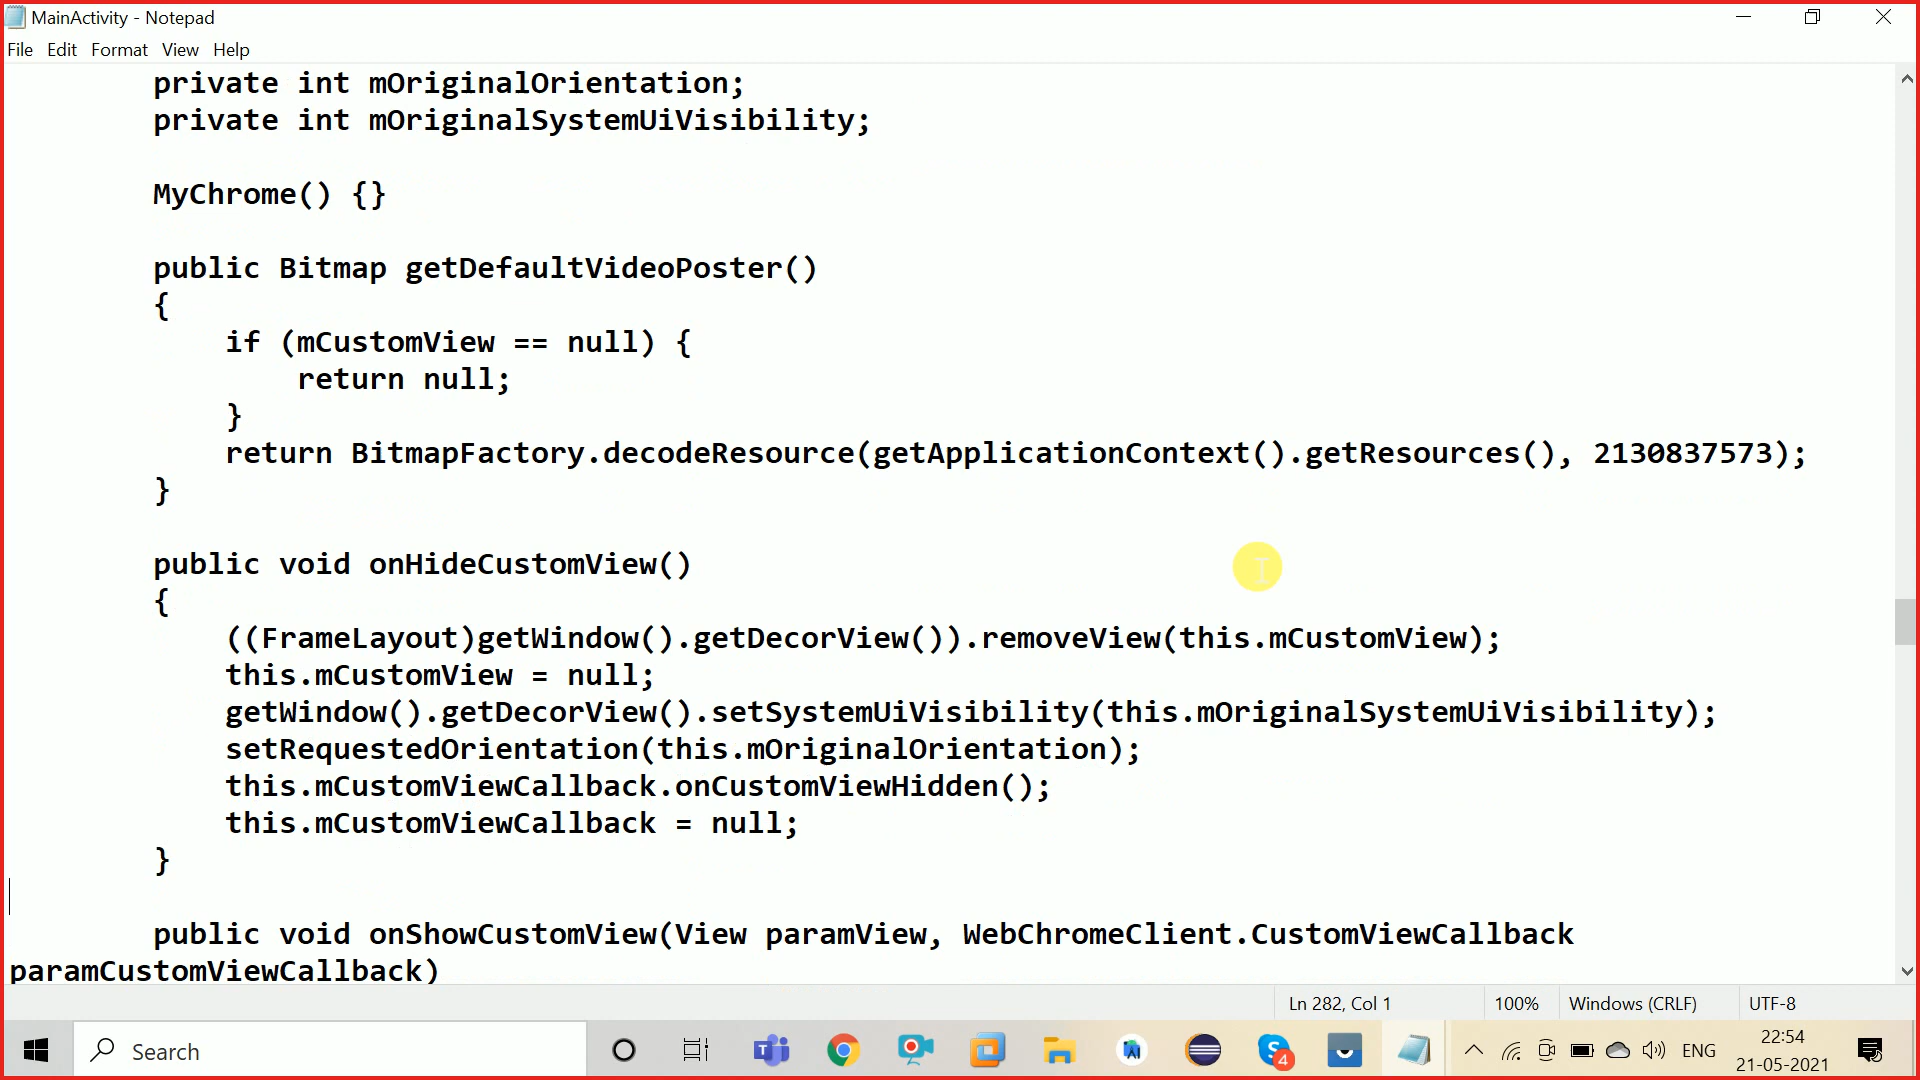 MainActivity - Notepad
File Edit Format View Help
private int mOriginalOrientation;
private int mOriginalSystemUiVisibility;
MyChrome() {}
public Bitmap getDefaultVideoPoster()
{
if (mCustomView == null) {
return null;
}
return BitmapFactory.decodeResource(getApplicationContext().getResources(), 2130837573);
}
public void onHideCustomView()
{
((FrameLayout)getWindow().getDecorView()).removeView(this.mCustomView);
this.mCustomView = null;
getWindow().getDecorView().setSystemUiVisibility(this.mOriginalSystemUiVisibility);
setRequestedOrientation(this.mOriginalOrientation);
this.mCustomViewCallback.onCustomViewHidden();
this.mCustomViewCallback = null;
}
public void onShowCustomView(View paramView, WebChromeClient.CustomViewCallback
paramCustomViewCallback)
Ln 282, Col 1 100% Windows (CRLF) UTF-8
Search
4
ENG
22:54
21-05-2021